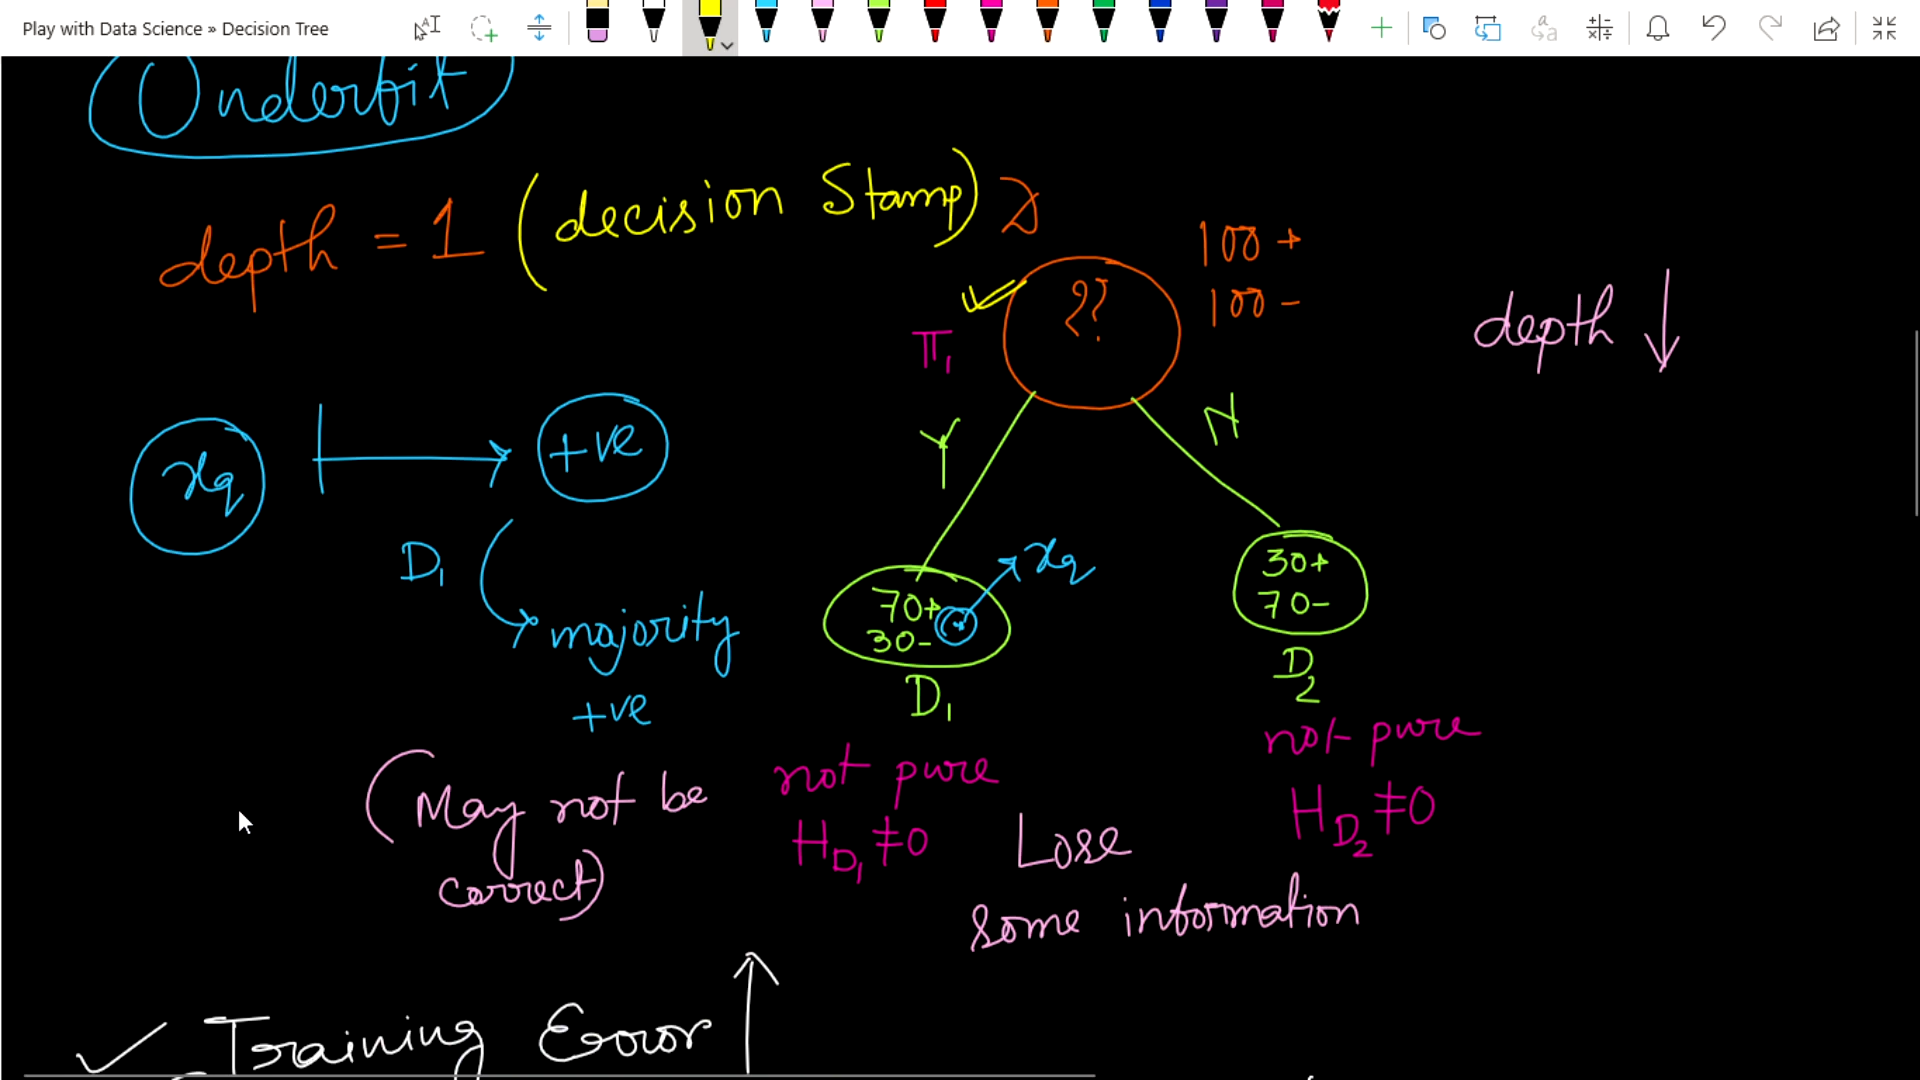 Play with Data Science » Decision Tree
Underfit
depth = 1 (decision Stamp) D
100 +
100 -
??
depth ↓
π1
Y
N
xq
+ve
D1
majority
+ve
xq
70+
30-
D1
30+
70-
D2
(May not be
correct)
not pure
HD1 ≠0
not pure
HD2 ≠0
Lose
some information
✓ Training Error ↑